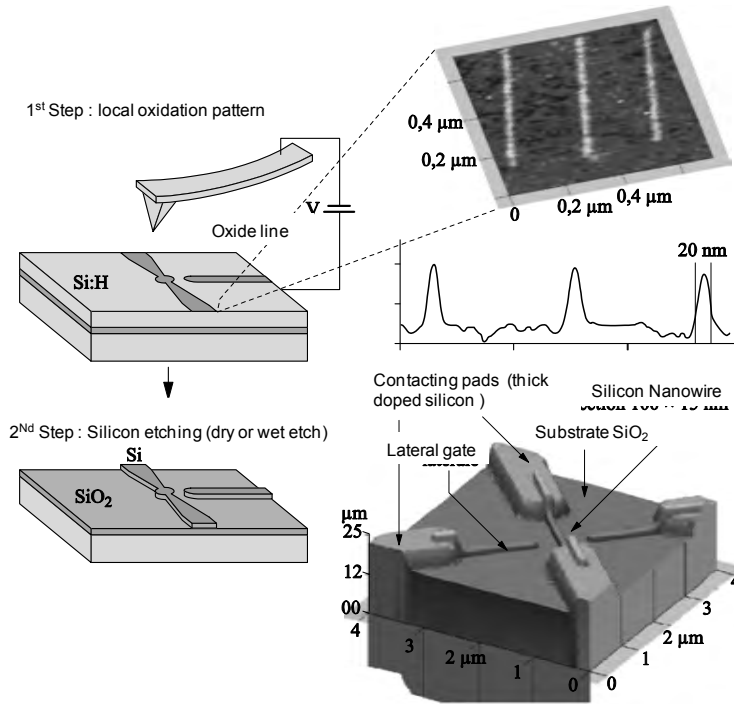 1st Step : local oxidation pattern
V
Oxide line
Si:H
2Nd Step : Silicon etching (dry or wet etch)
Si
SiO2
0,4 µm
0,2 µm
0
0,2 µm
0,4 µm
20 nm
Contacting pads (thick
doped silicon )
Silicon Nanowire
Substrate SiO2
Lateral gate
µm
25
12
00
4
3
2 µm
1
0
0
1
2 µm
3
4